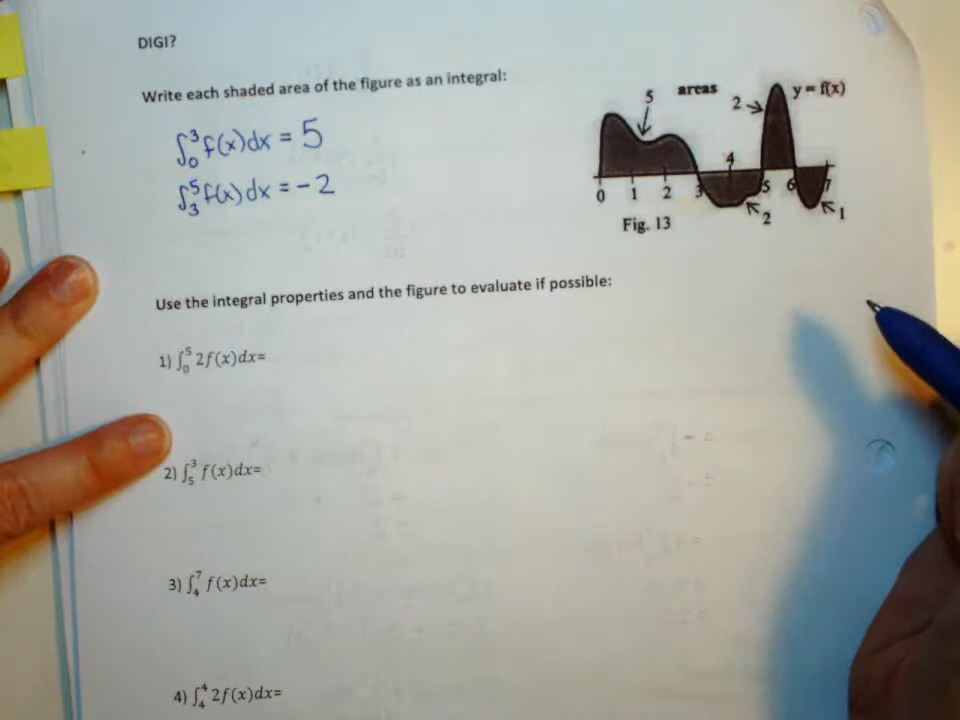 DIGI?
Write each shaded area of the figure as an integral:
∫₀³ f(x)dx = 5
∫₃⁵ f(x)dx = -2
5 areas 2 y = f(x)
4
0 1 2 3 5 6 7
2 1
Fig. 13
Use the integral properties and the figure to evaluate if possible:
1) ∫₀⁵ 2f(x)dx=
2) ∫₅³ f(x)dx=
3) ∫₄⁷ f(x)dx=
4) ∫₄⁴ 2f(x)dx=